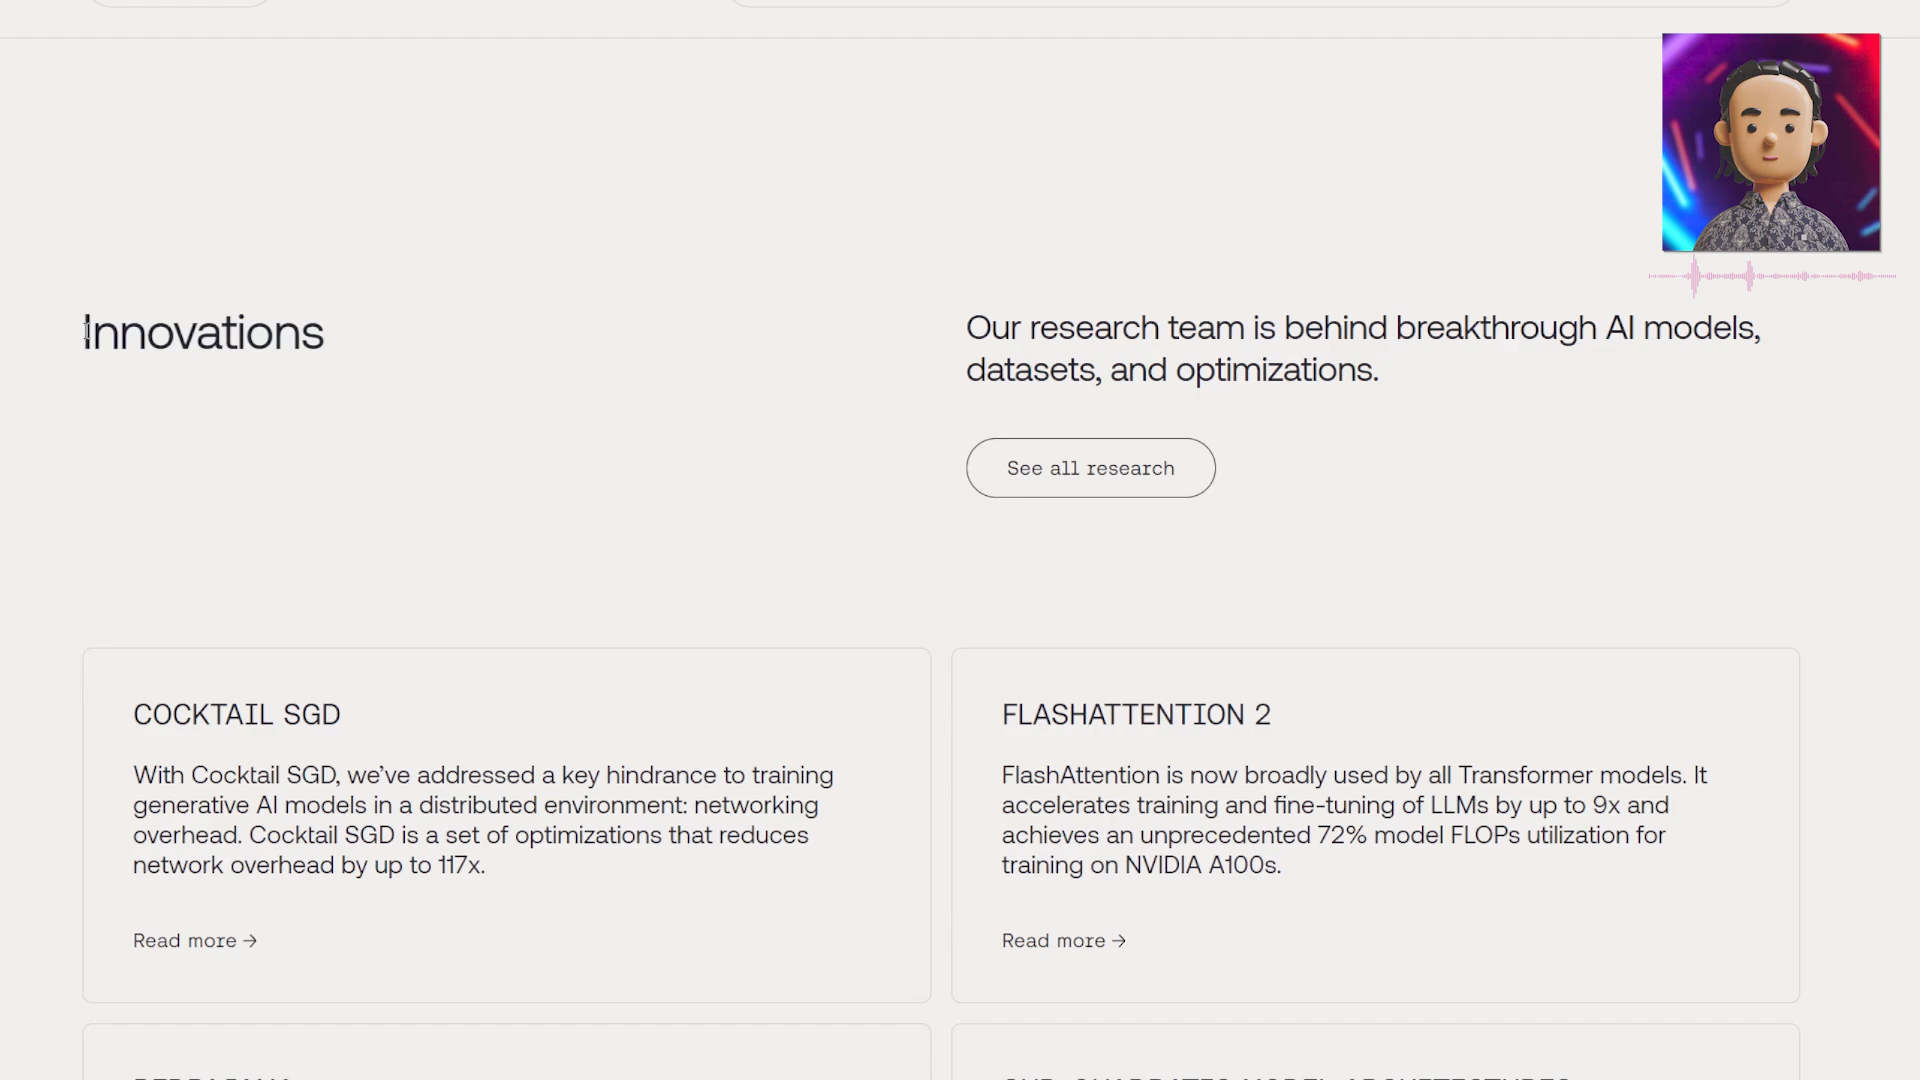 Innovations
Our research team is behind breakthrough AI models,
datasets, and optimizations.
See all research
COCKTAIL SGD
With Cocktail SGD, we’ve addressed a key hindrance to training
generative AI models in a distributed environment: networking
overhead. Cocktail SGD is a set of optimizations that reduces
network overhead by up to 117x.
Read more →
FLASHATTENTION 2
FlashAttention is now broadly used by all Transformer models. It
accelerates training and fine-tuning of LLMs by up to 9x and
achieves an unprecedented 72% model FLOPs utilization for
training on NVIDIA A100s.
Read more →